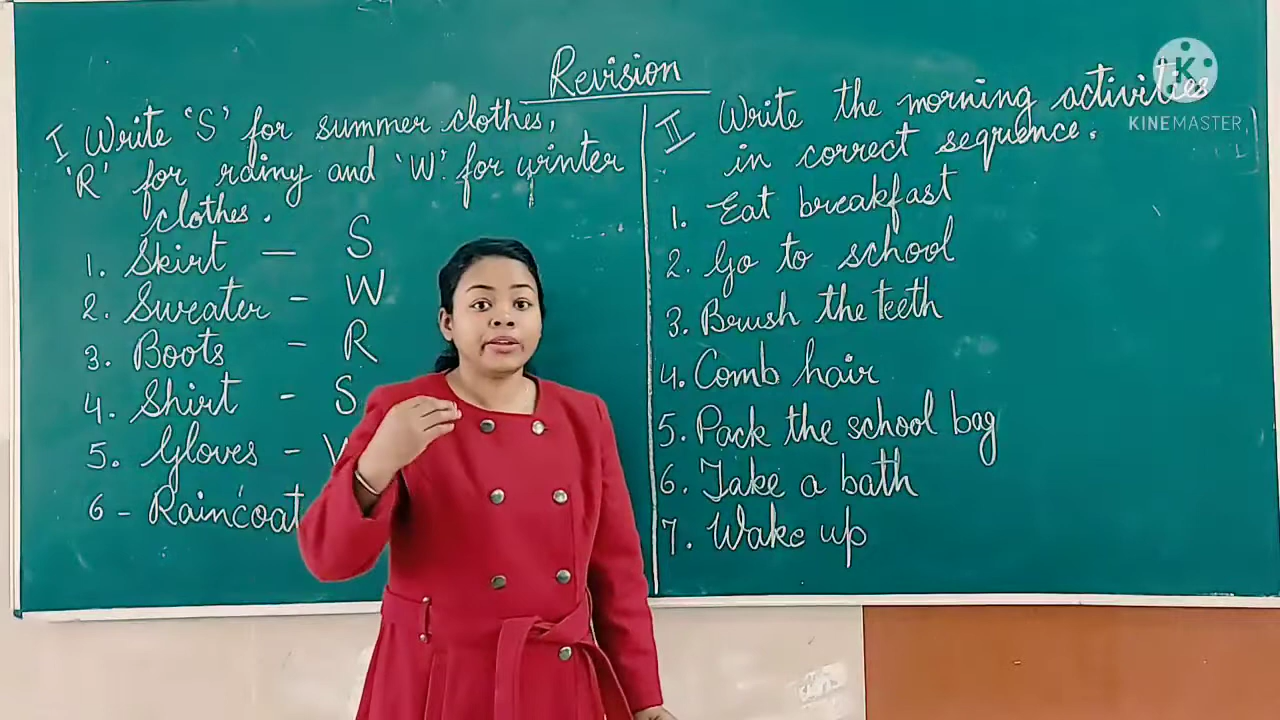 Revision
I Write 'S' for summer clothes,
'R' for rainy and 'W' for winter
clothes.
1. Skirt — S
2. Sweater - W
3. Boots - R
4. Shirt - S
5. Gloves -
6 - Raincoat
II Write the morning activities
in correct sequence.
1. Eat breakfast
2. Go to school
3. Brush the teeth
4. Comb hair
5. Pack the school bag
6. Take a bath
7. Wake up
K
KINEMASTER